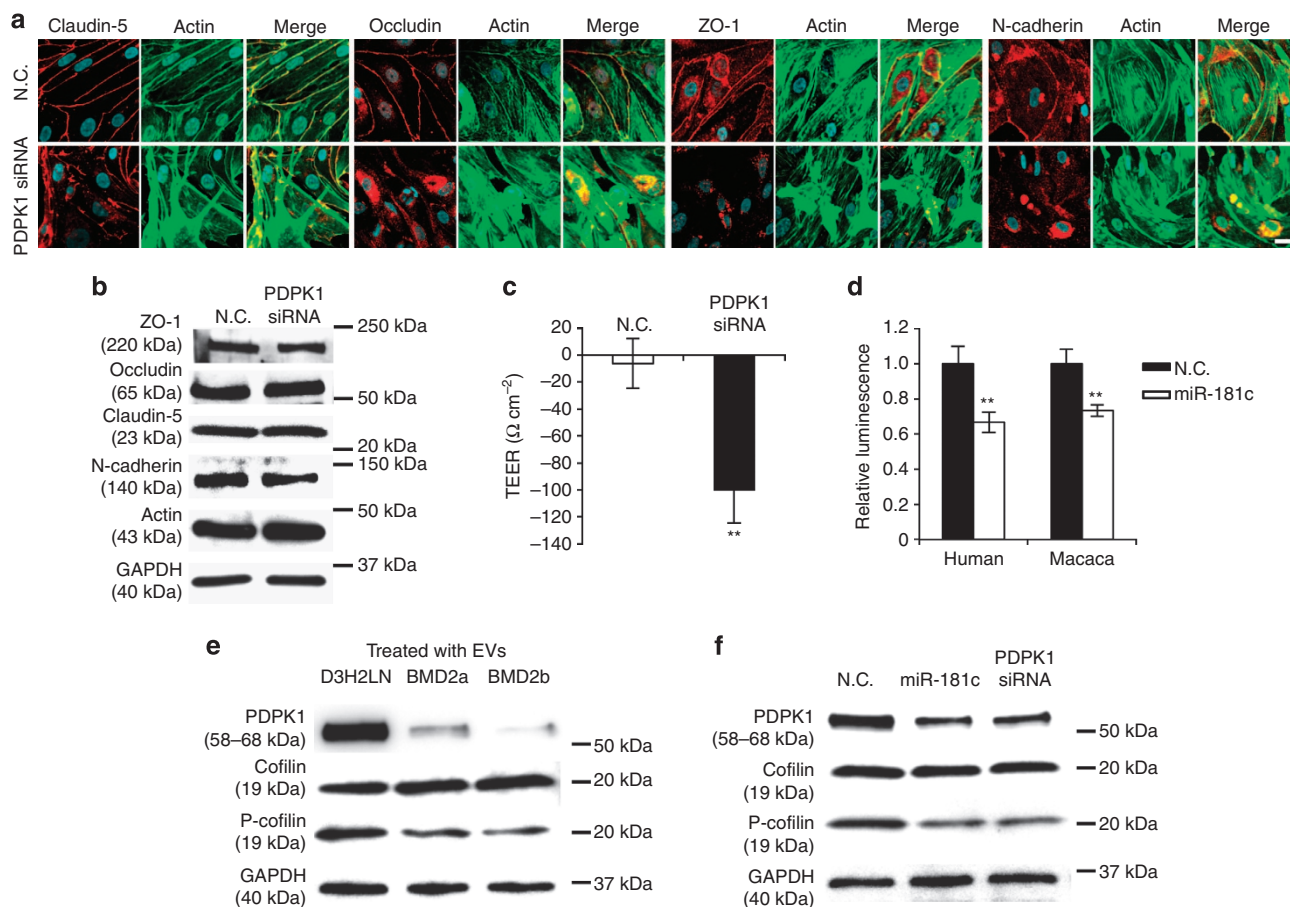 a
Claudin-5 Actin Merge Occludin Actin Merge ZO-1 Actin Merge N-cadherin Actin Merge
N.C.
PDPK1 siRNA
b
N.C. PDPK1
siRNA
ZO-1
(220 kDa)
250 kDa
Occludin
(65 kDa)
50 kDa
Claudin-5
(23 kDa)
20 kDa
N-cadherin
(140 kDa)
150 kDa
Actin
(43 kDa)
50 kDa
GAPDH
(40 kDa)
37 kDa
c
N.C. PDPK1
siRNA
TEER (Ω cm⁻²)
20
0
−20
−40
−60
−80
−100
−120
−140
**
d
Relative luminescence
1.2
1.0
0.8
0.6
0.4
0.2
0
** **
Human Macaca
N.C.
miR-181c
e
Treated with EVs
D3H2LN BMD2a BMD2b
PDPK1
(58–68 kDa)
50 kDa
Cofilin
(19 kDa)
20 kDa
P-cofilin
(19 kDa)
20 kDa
GAPDH
(40 kDa)
37 kDa
f
N.C. miR-181c PDPK1
siRNA
PDPK1
(58–68 kDa)
50 kDa
Cofilin
(19 kDa)
20 kDa
P-cofilin
(19 kDa)
20 kDa
GAPDH
(40 kDa)
37 kDa